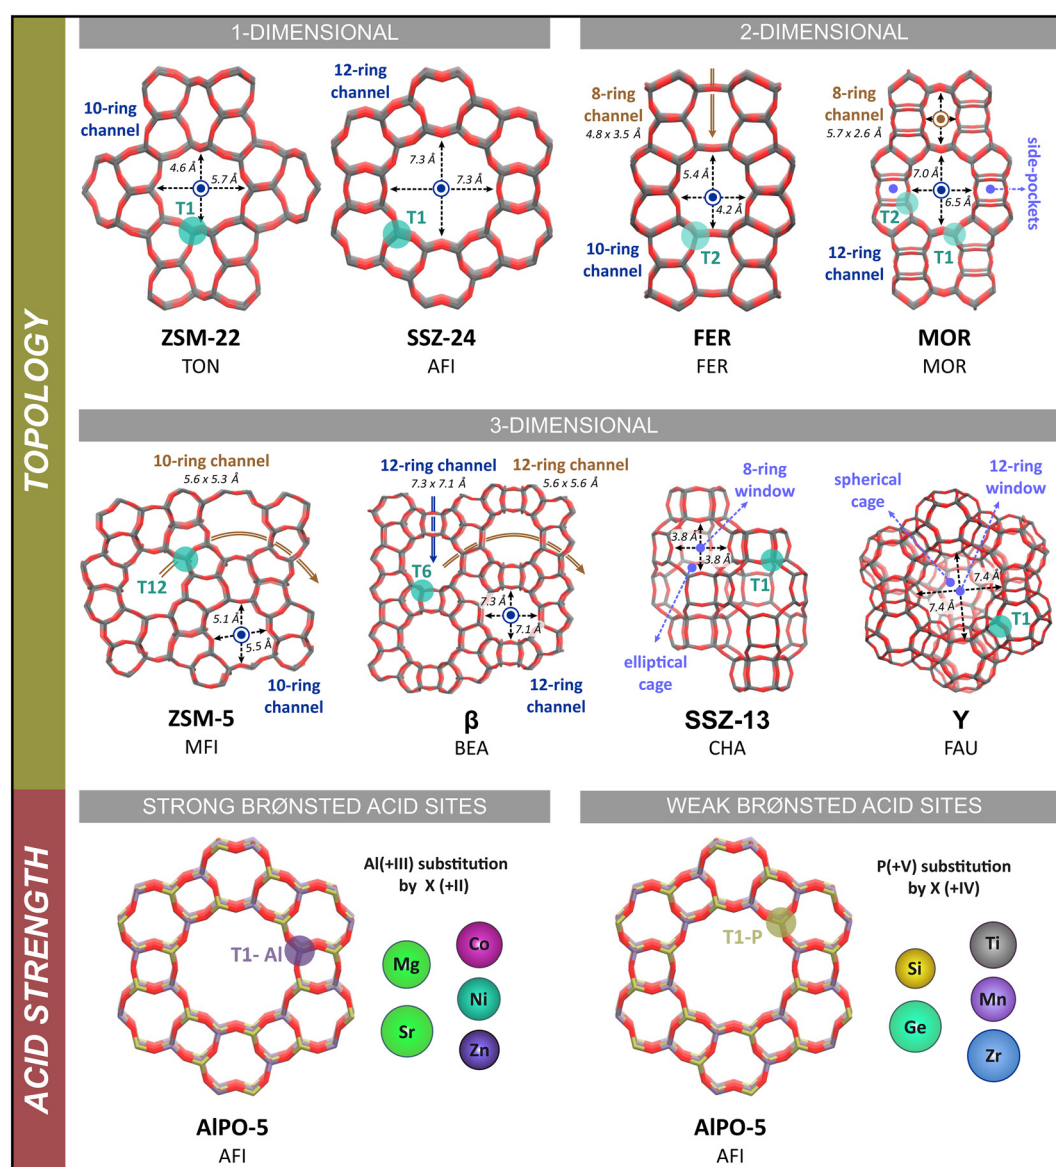 TOPOLOGY
1-DIMENSIONAL
2-DIMENSIONAL
10-ring
channel
4.6 Å
5.7 Å
T1
ZSM-22
TON
12-ring
channel
7.3 Å
7.3 Å
T1
SSZ-24
AFI
8-ring
channel
4.8 x 3.5 Å
5.4 Å
4.2 Å
10-ring
channel
T2
FER
FER
8-ring
channel
5.7 x 2.6 Å
7.0 Å
6.5 Å
side-pockets
T2
T1
12-ring
channel
MOR
MOR
3-DIMENSIONAL
10-ring channel
5.6 x 5.3 Å
T12
5.1 Å
5.5 Å
10-ring
channel
ZSM-5
MFI
12-ring channel
7.3 x 7.1 Å
12-ring channel
5.6 x 5.6 Å
T6
7.3 Å
7.1 Å
12-ring
channel
β
BEA
8-ring
window
3.8 Å
3.8 Å
T1
elliptical
cage
SSZ-13
CHA
spherical
cage
12-ring
window
7.4 Å
7.4 Å
T1
Y
FAU
ACID STRENGTH
STRONG BRØNSTED ACID SITES
WEAK BRØNSTED ACID SITES
T1- Al
Al(+III) substitution
by X (+II)
Co
Mg
Ni
Sr
Zn
AlPO-5
AFI
T1-P
P(+V) substitution
by X (+IV)
Ti
Si
Mn
Ge
Zr
AlPO-5
AFI